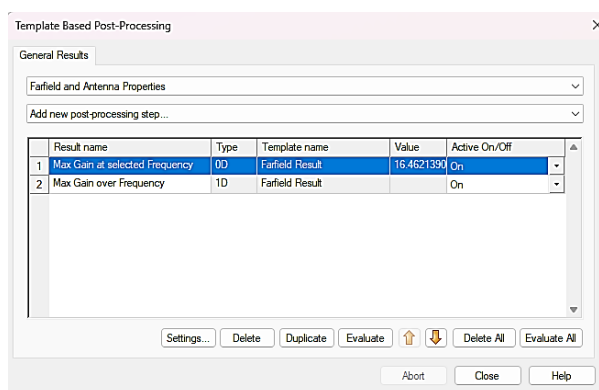 Template Based Post-Processing
General Results
Farfield and Antenna Properties
Add new post-processing step...
Result name Type Template name Value Active On/Off
1 Max Gain at selected Frequency 0D Farfield Result 16.4621390 On
2 Max Gain over Frequency 1D Farfield Result On
Settings... Delete Duplicate Evaluate Delete All Evaluate All
Abort Close Help